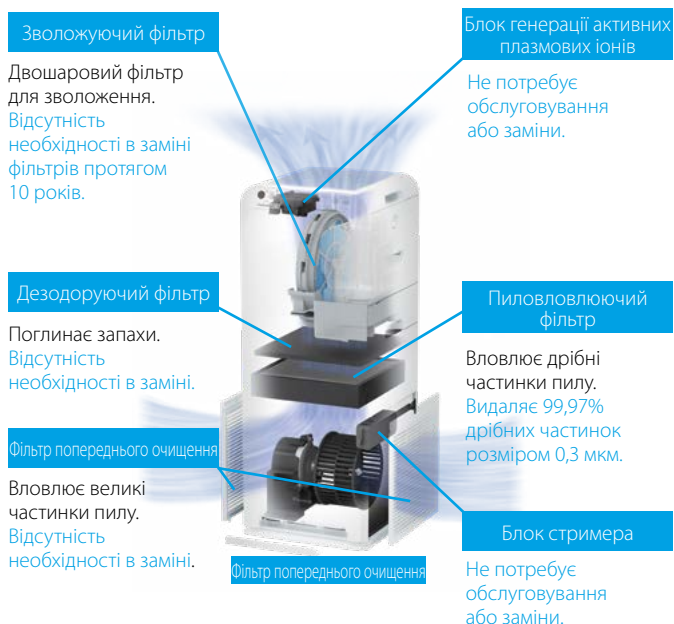 Зволожуючий фільтр
Двошаровий фільтр
для зволоження.
Відсутність
необхідності в заміні
фільтрів протягом
10 років.
Блок генерації активних
плазмових іонів
Не потребує
обслуговування
або заміни.
Дезодоруючий фільтр
Поглинає запахи.
Відсутність
необхідності в заміні.
Пиловловлюючий
фільтр
Вловлює дрібні
частинки пилу.
Видаляє 99,97%
дрібних частинок
розміром 0,3 мкм.
Фільтр попереднього очищення
Вловлює великі
частинки пилу.
Відсутність
необхідності в заміні.
Фільтр попереднього очищення
Блок стримера
Не потребує
обслуговування
або заміни.